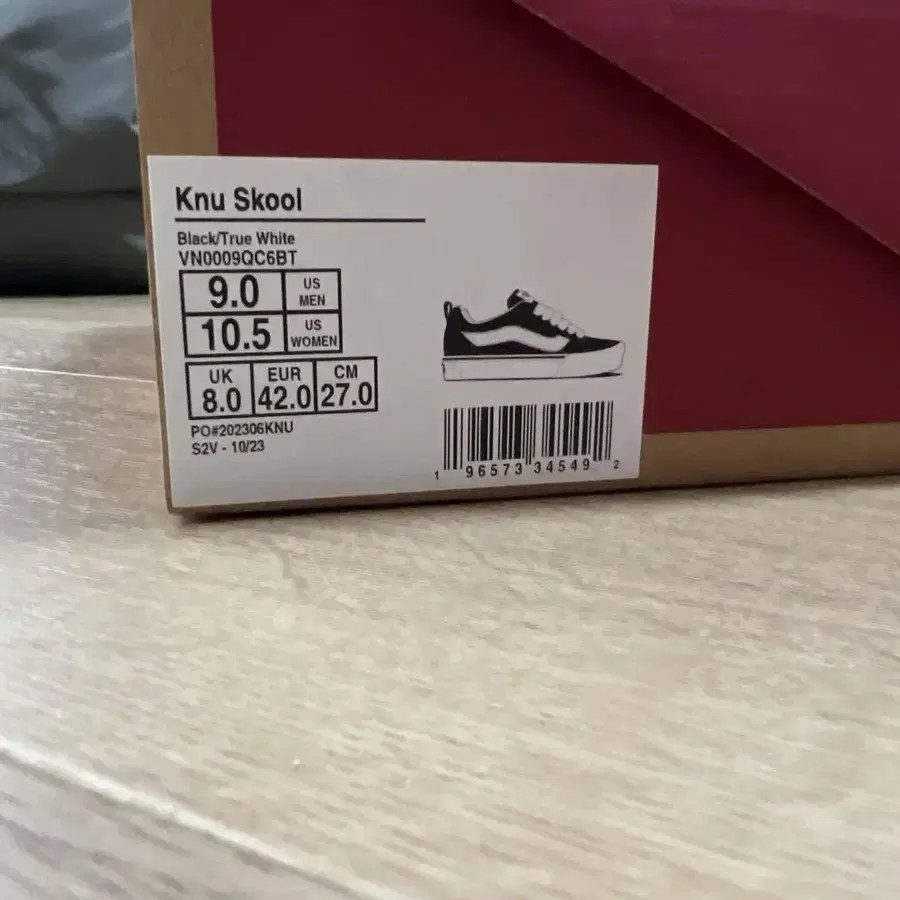 Knu Skool
Black/True White
VN0009QC6BT
9.0 US MEN
10.5 US WOMEN
UK EUR CM
8.0 42.0 27.0
PO#202306KNU
S2V - 10/23
1 96573 34549 2